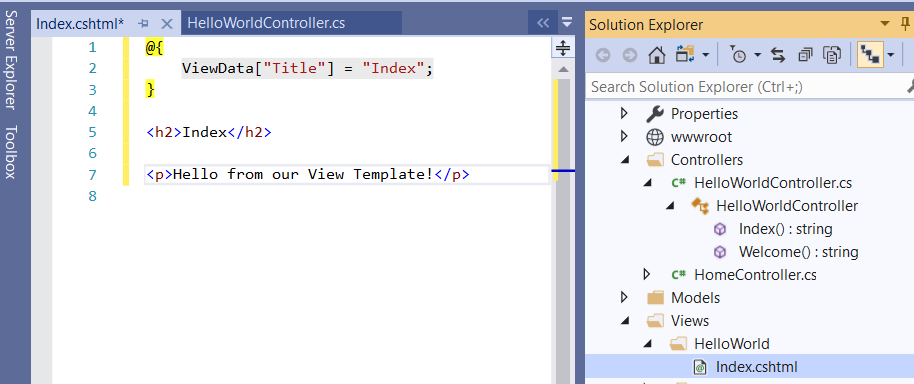 Server Explorer
Toolbox
Index.cshtml*
HelloWorldController.cs
1 @{
2 ViewData["Title"] = "Index";
3 }
4
5 <h2>Index</h2>
6
7 <p>Hello from our View Template!</p>
8
Solution Explorer
Search Solution Explorer (Ctrl+;)
Properties
wwwroot
Controllers
C# HelloWorldController.cs
HelloWorldController
Index() : string
Welcome() : string
C# HomeController.cs
Models
Views
HelloWorld
Index.cshtml